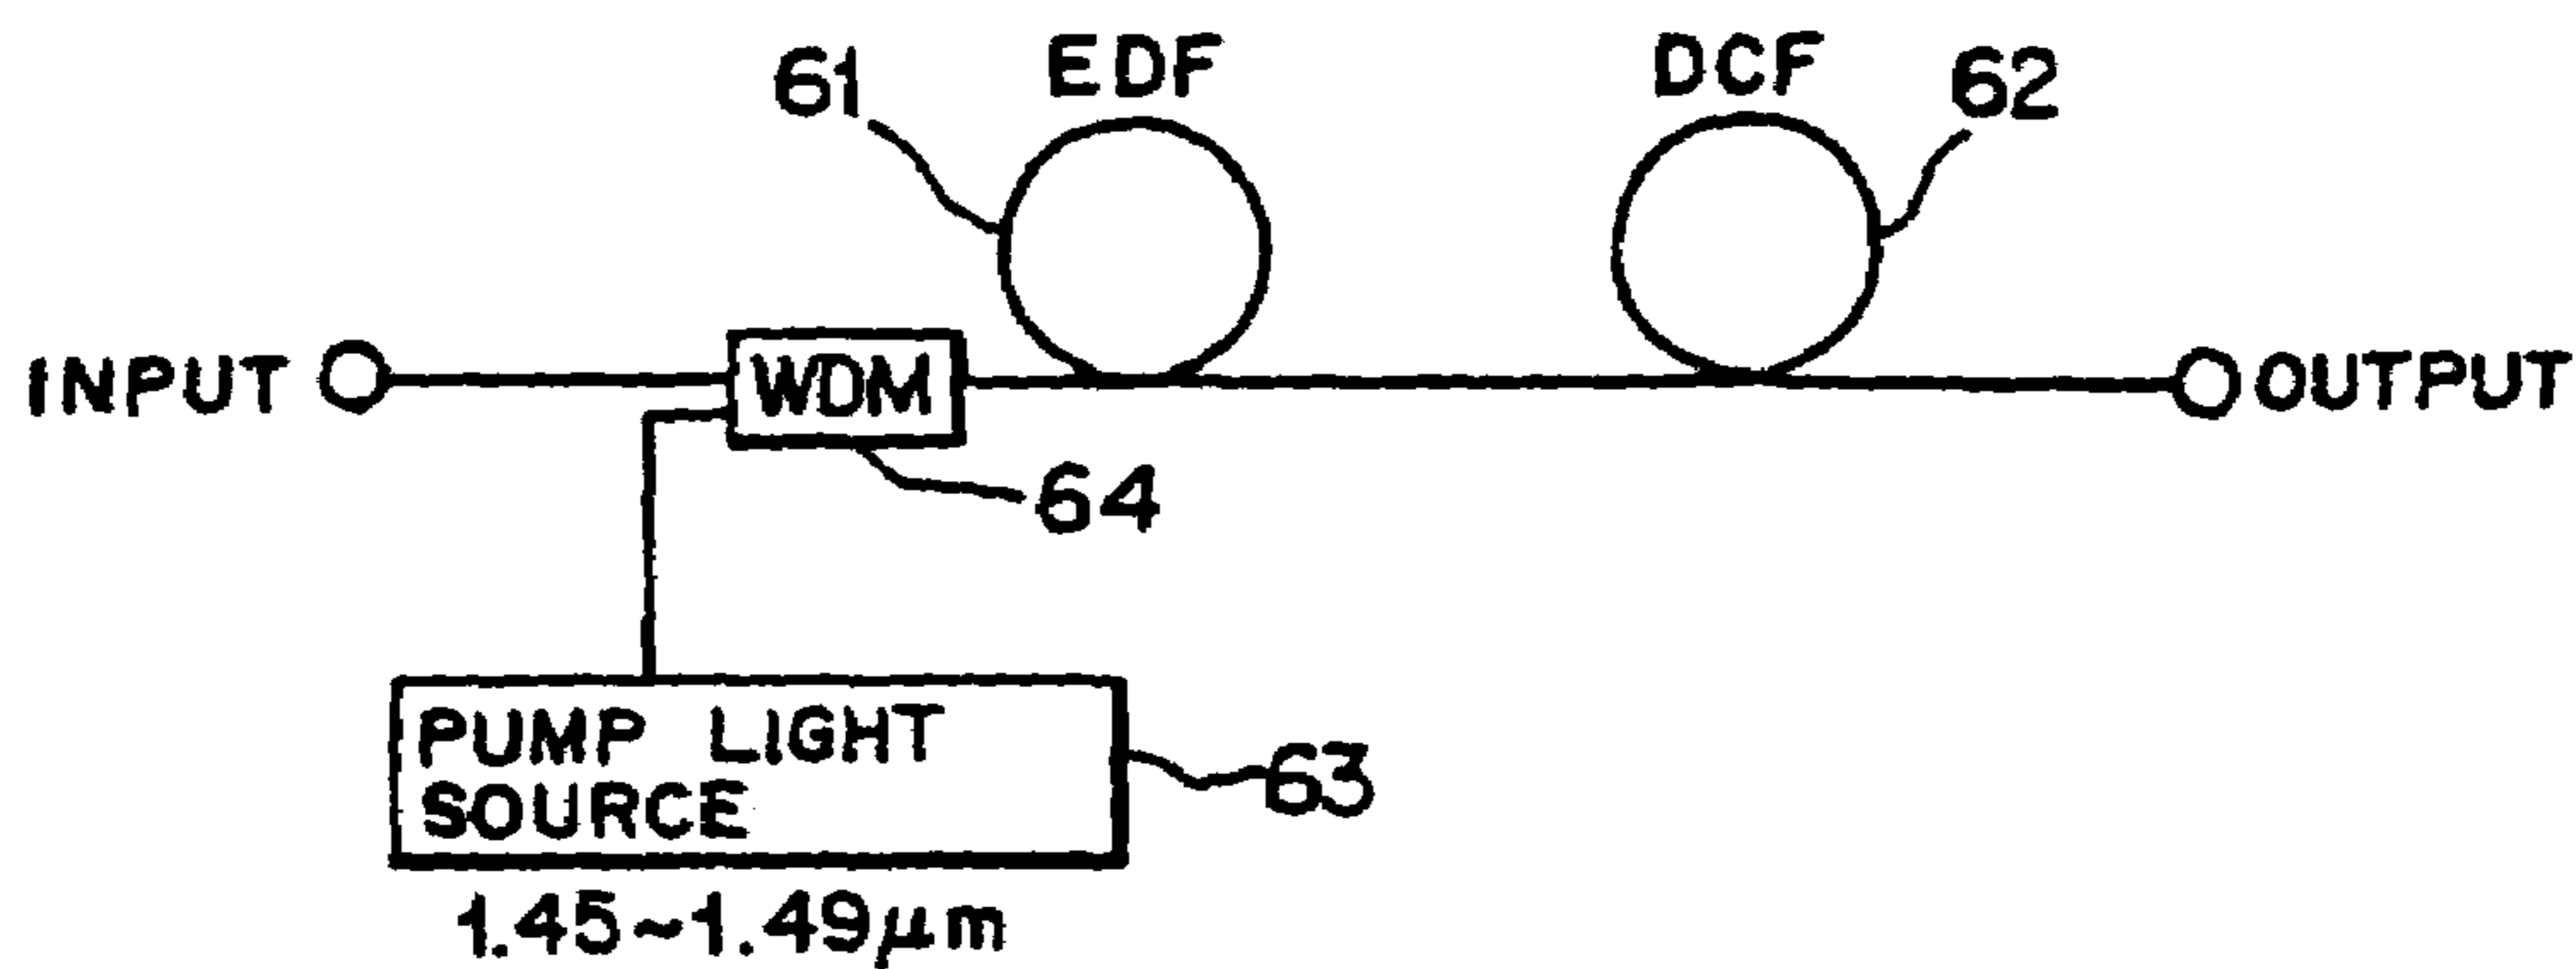 61
EDF
DCF
62
INPUT
WDM
OUTPUT
64
PUMP LIGHT
SOURCE
63
1.45~1.49μm